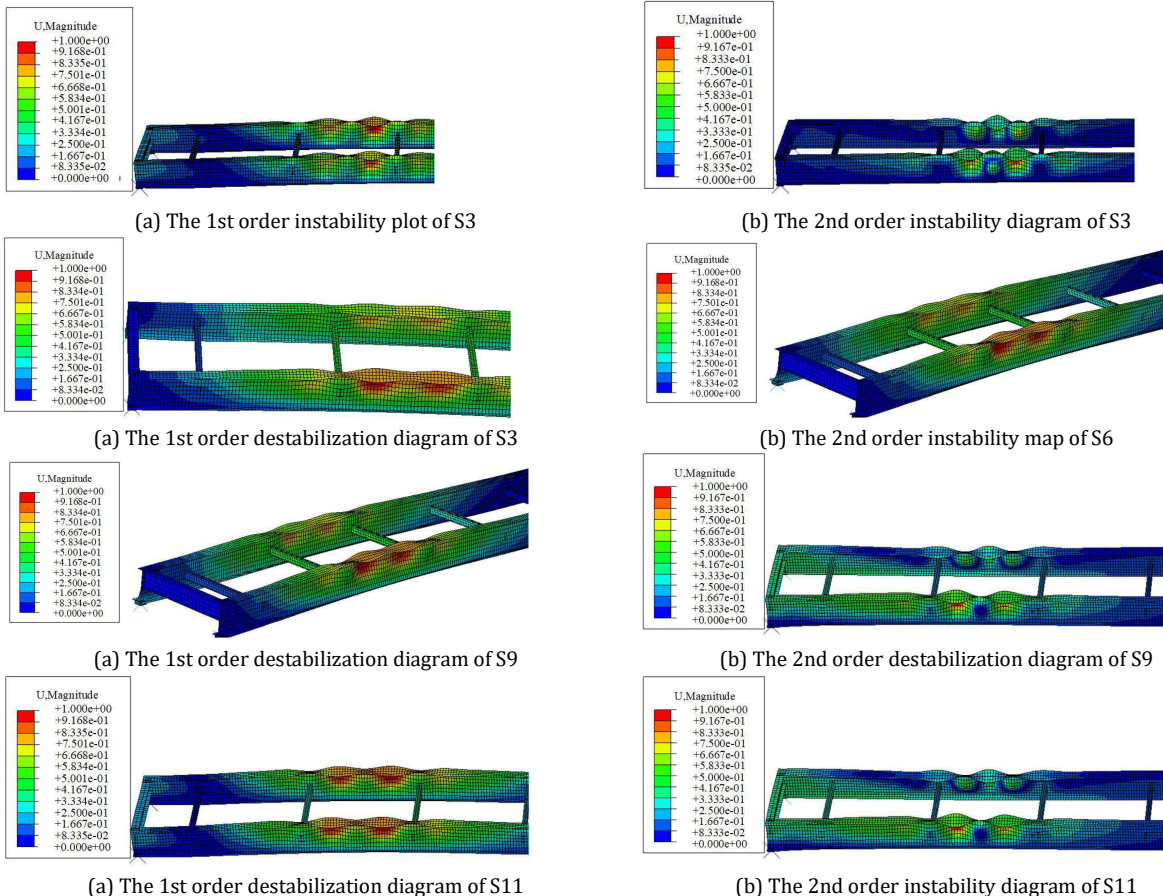 U,Magnitude
+1.000e+00
+9.168e-01
+8.335e-01
+7.501e-01
+6.668e-01
+5.834e-01
+5.001e-01
+4.167e-01
+3.334e-01
+2.500e-01
+1.667e-01
+8.335e-02
+0.000e+00
(a) The 1st order instability plot of S3
U,Magnitude
+1.000e+00
+9.167e-01
+8.333e-01
+7.500e-01
+6.667e-01
+5.833e-01
+5.000e-01
+4.167e-01
+3.333e-01
+2.500e-01
+1.667e-01
+8.333e-02
+0.000e+00
(b) The 2nd order instability diagram of S3
U,Magnitude
+1.000e+00
+9.168e-01
+8.334e-01
+7.501e-01
+6.667e-01
+5.834e-01
+5.001e-01
+4.167e-01
+3.334e-01
+2.500e-01
+1.667e-01
+8.334e-02
+0.000e+00
(a) The 1st order destabilization diagram of S3
U,Magnitude
+1.000e+00
+9.168e-01
+8.334e-01
+7.501e-01
+6.667e-01
+5.834e-01
+5.001e-01
+4.167e-01
+3.334e-01
+2.500e-01
+1.667e-01
+8.334e-02
+0.000e+00
(b) The 2nd order instability map of S6
U,Magnitude
+1.000e+00
+9.168e-01
+8.334e-01
+7.501e-01
+6.667e-01
+5.834e-01
+5.001e-01
+4.167e-01
+3.334e-01
+2.500e-01
+1.667e-01
+8.334e-02
+0.000e+00
(a) The 1st order destabilization diagram of S9
U,Magnitude
+1.000e+00
+9.167e-01
+8.333e-01
+7.500e-01
+6.667e-01
+5.833e-01
+5.000e-01
+4.167e-01
+3.333e-01
+2.500e-01
+1.667e-01
+8.333e-02
+0.000e+00
(b) The 2nd order destabilization diagram of S9
U,Magnitude
+1.000e+00
+9.168e-01
+8.335e-01
+7.501e-01
+6.668e-01
+5.834e-01
+5.001e-01
+4.167e-01
+3.334e-01
+2.500e-01
+1.667e-01
+8.335e-02
+0.000e+00
(a) The 1st order destabilization diagram of S11
U,Magnitude
+1.000e+00
+9.167e-01
+8.333e-01
+7.500e-01
+6.667e-01
+5.833e-01
+5.000e-01
+4.167e-01
+3.333e-01
+2.500e-01
+1.667e-01
+8.333e-02
+0.000e+00
(b) The 2nd order instability diagram of S11